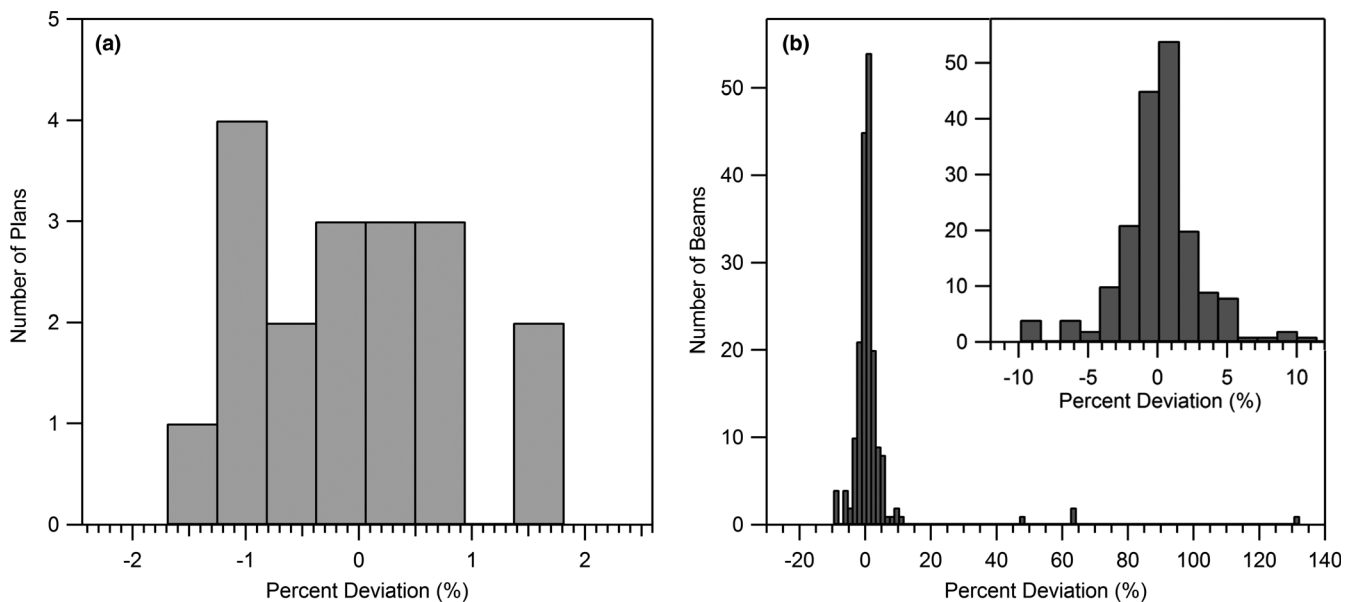 (a)
Number of Plans
5
4
3
2
1
0
-2 -1 0 1 2
Percent Deviation (%)
(b)
Number of Beams
50
40
30
20
10
0
-20 0 20 40 60 80 100 120 140
Percent Deviation (%)
50
40
30
20
10
0
-10 -5 0 5 10
Percent Deviation (%)